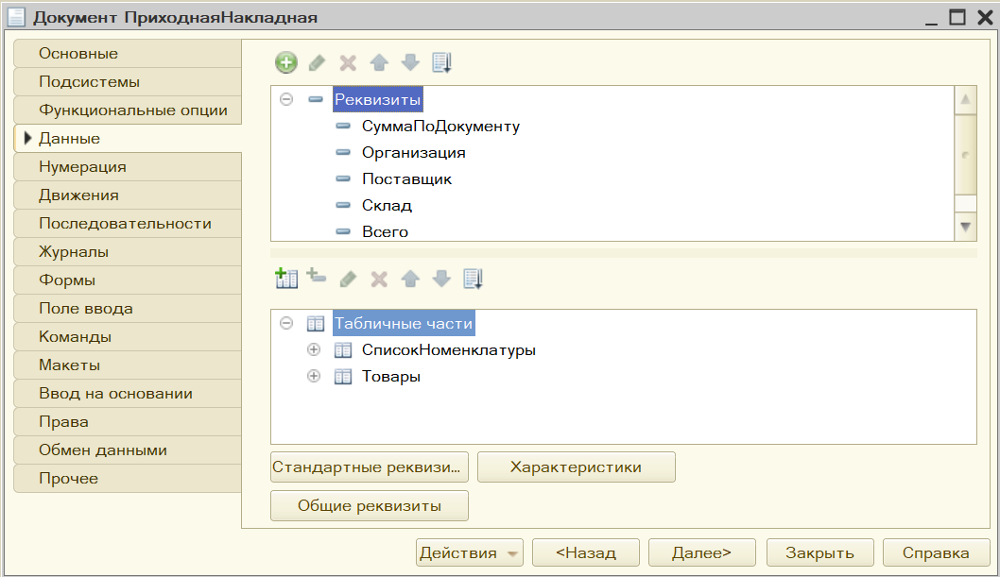 Документ ПриходнаяНакладная
Основные
Подсистемы
Функциональные опции
Данные
Нумерация
Движения
Последовательности
Журналы
Формы
Поле ввода
Команды
Макеты
Ввод на основании
Права
Обмен данными
Прочее
Реквизиты
СуммаПоДокументу
Организация
Поставщик
Склад
Всего
Табличные части
СписокНоменклатуры
Товары
Стандартные реквизи... Характеристики
Общие реквизиты
Действия <Назад Далее> Закрыть Справка